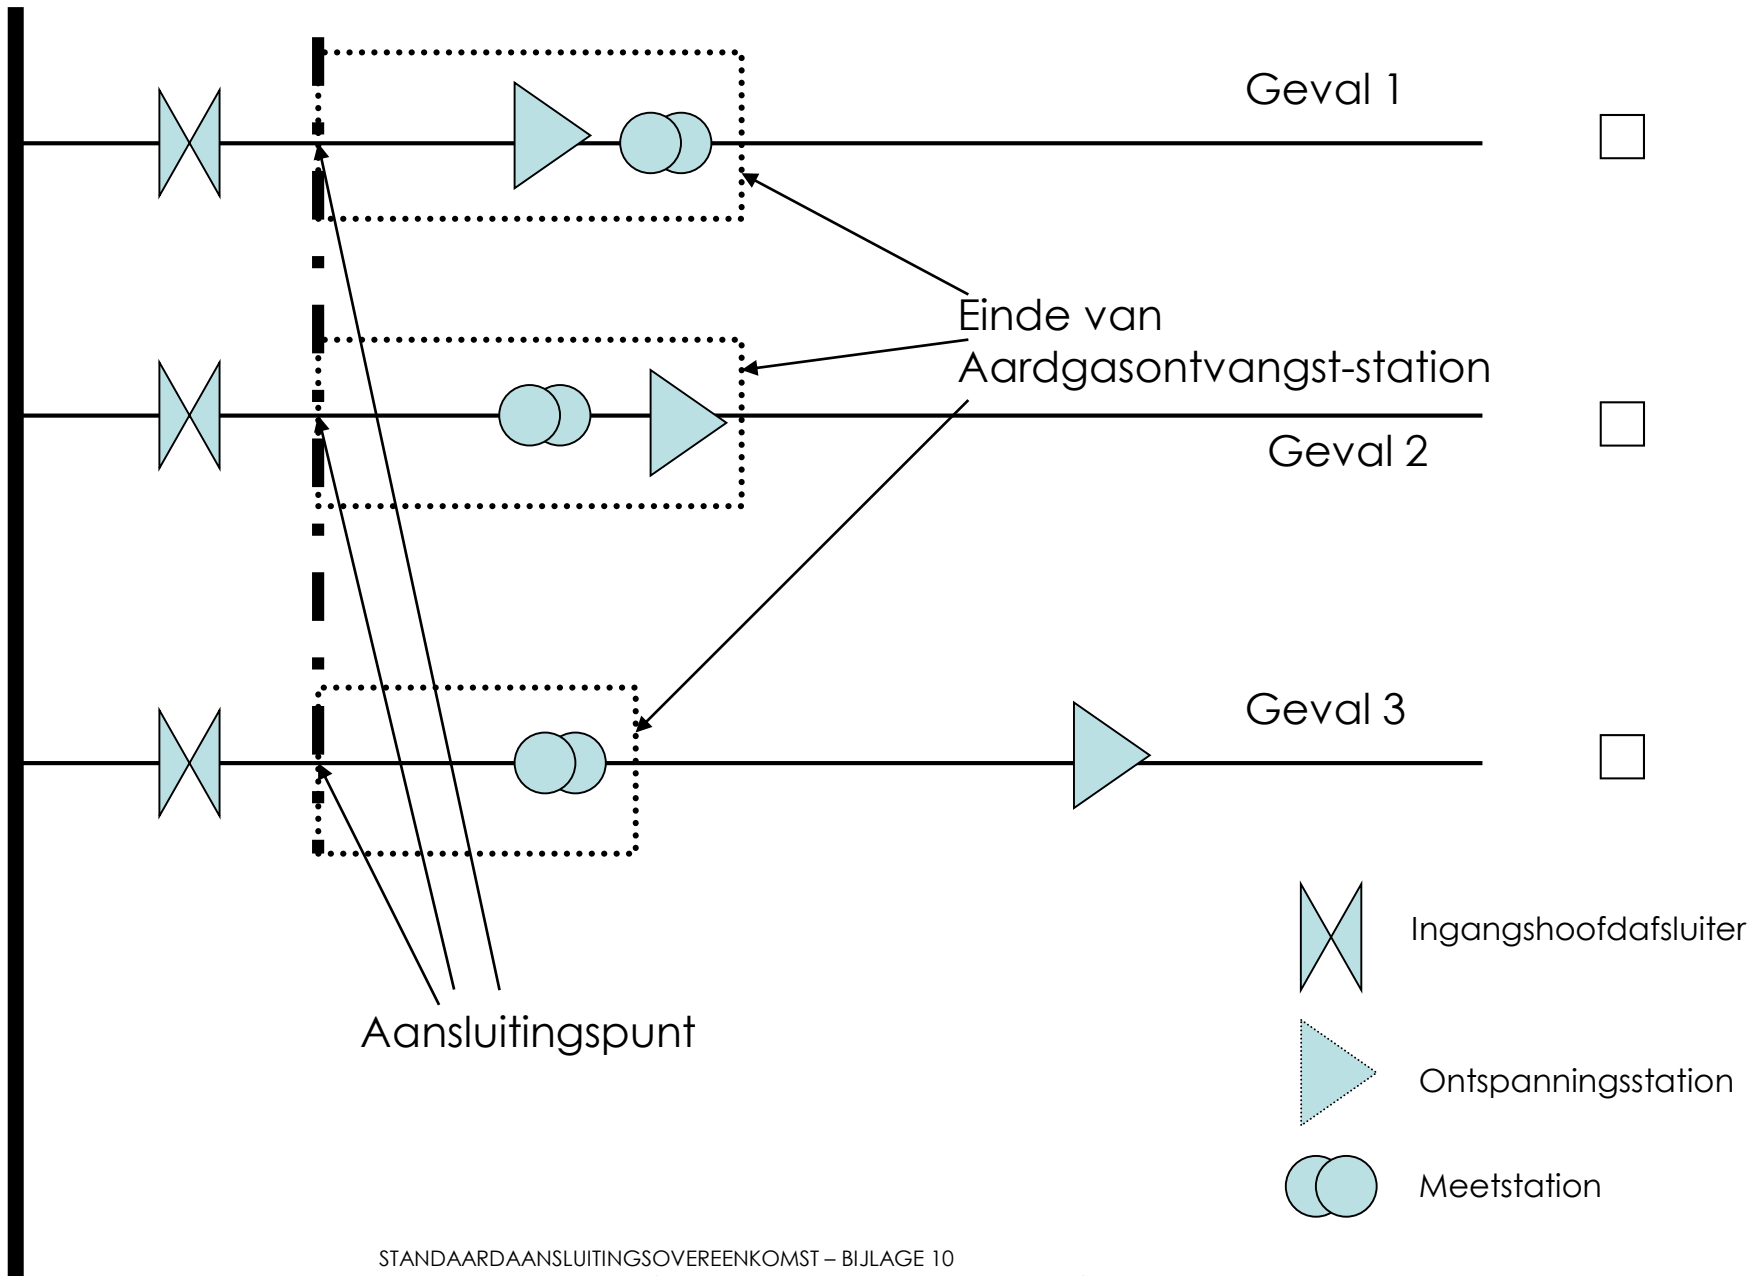 Geval 1
Einde van
Aardgasontvangst-station
Geval 2
Geval 3
Ingangshoofdafsluiter
Aansluitingspunt
Ontspanningsstation
Meetstation
STANDAARDAANSLUITINGSOVEREENKOMST – BIJLAGE 10